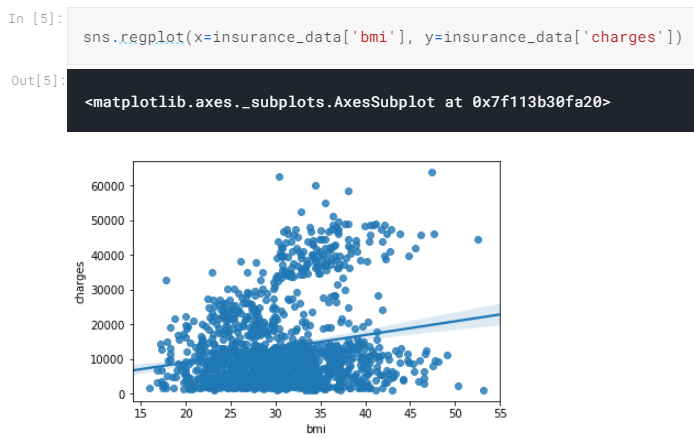 In [5]:
sns.regplot(x=insurance_data['bmi'], y=insurance_data['charges'])
Out[5]:
<matplotlib.axes._subplots.AxesSubplot at 0x7f113b30fa20>
60000
50000
40000
charges
30000
20000
10000
0
15 20 25 30 35 40 45 50 55
bmi